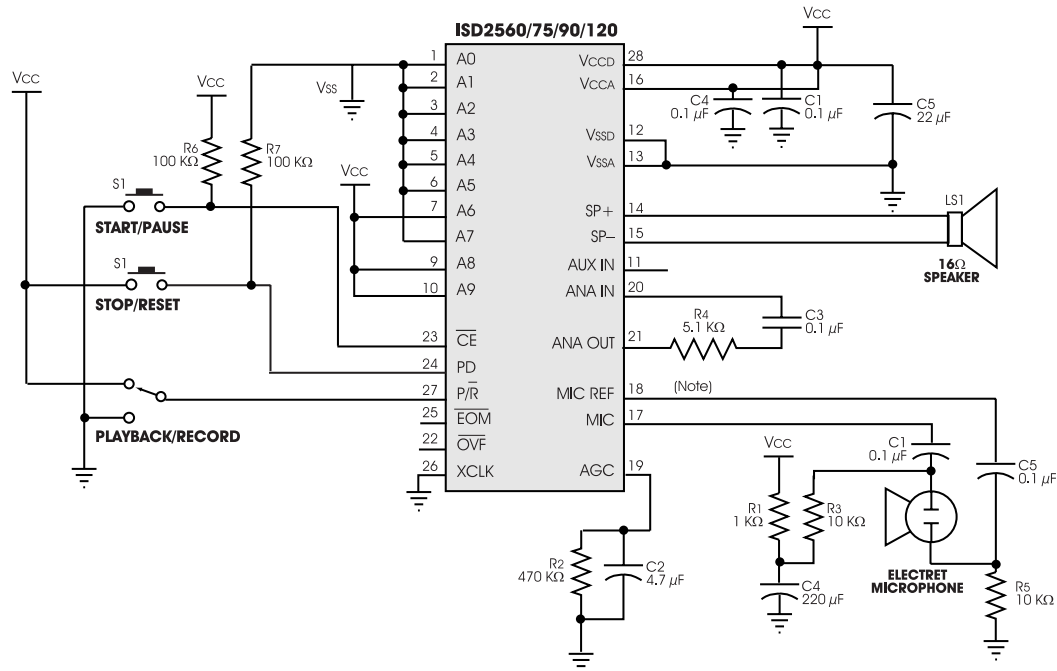 ISD2560/75/90/120
VCC
VCC
VCC
VSS
R6
100 KΩ
R7
100 KΩ
VCC
S1
START/PAUSE
S1
STOP/RESET
PLAYBACK/RECORD
1 A0
2 A1
3 A2
4 A3
5 A4
6 A5
7 A6
A7
9 A8
10 A9
23 CE
24 PD
27 P/R
25 EOM
22 OVF
26 XCLK
VCCD 28
VCCA 16
VSSD 12
VSSA 13
SP+ 14
SP– 15
AUX IN 11
ANA IN 20
ANA OUT 21
MIC REF 18
MIC 17
AGC 19
C4
0.1 µF
C1
0.1 µF
C5
22 µF
LS1
16Ω
SPEAKER
R4
5.1 KΩ
C3
0.1 µF
(Note)
VCC
C1
0.1 µF
C5
0.1 µF
R1
1 KΩ
R3
10 KΩ
C4
220 µF
ELECTRET
MICROPHONE
R5
10 KΩ
R2
470 KΩ
C2
4.7 µF